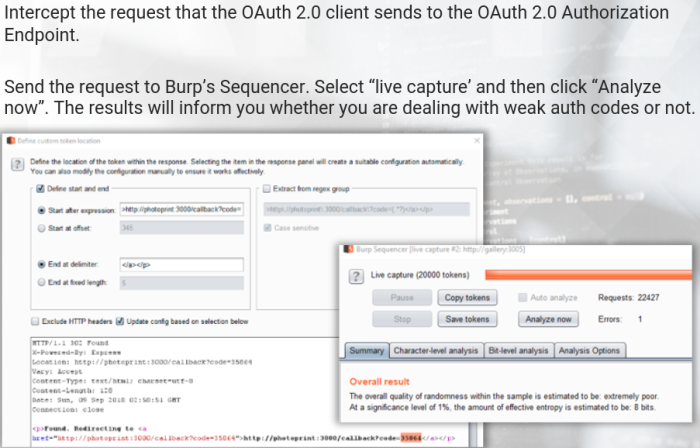 Intercept the request that the OAuth 2.0 client sends to the OAuth 2.0 Authorization
Endpoint.
Send the request to Burp's Sequencer. Select “live capture’ and then click “Analyze
now”. The results will inform you whether you are dealing with weak auth codes or not.
Define custom token location
Define the location of the token within the response. Selecting the item in the response panel will create a suitable configuration automatically.
You can also modify the configuration manually to ensure it works effectively.
Define start and end
Start after expression: >http://photoprint:3000/callback?code=
Start at offset: 345
End at delimiter: </a></p>
End at fixed length: 5
Extract from regex group
>http://photoprint:3000/callback\?code=(.*?)</a></p>
Case sensitive
Exclude HTTP headers Update config based on selection below
HTTP/1.1 302 Found
X-Powered-By: Express
Location: http://photoprint:3000/callback?code=35864
Vary: Accept
Content-Type: text/html; charset=utf-8
Content-Length: 128
Date: Sun, 09 Sep 2018 02:50:51 GMT
Connection: close
<p>Found. Redirecting to <a
href="http://photoprint:3000/callback?code=35864">http://photoprint:3000/callback?code=35864</a></p>
Burp Sequencer [live capture #2: http://gallery:3005]
Live capture (20000 tokens)
Pause Copy tokens Auto analyze Requests: 22427
Stop Save tokens Analyze now Errors: 1
Summary Character-level analysis Bit-level analysis Analysis Options
Overall result
The overall quality of randomness within the sample is estimated to be: extremely poor.
At a significance level of 1%, the amount of effective entropy is estimated to be: 8 bits.